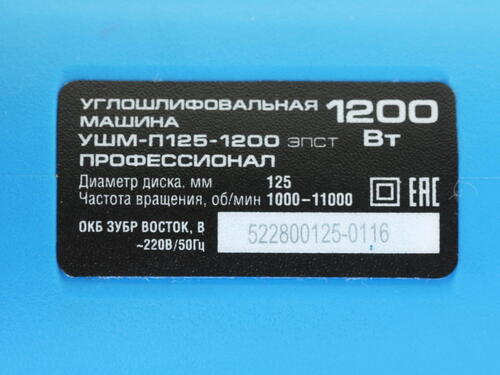 УГЛОШЛИФОВАЛЬНАЯ 1200
МАШИНА
УШМ-П125-1200 ЭПСТ Вт
ПРОФЕССИОНАЛ
Диаметр диска, мм 125
Частота вращения, об/мин 1000-11000 EAC
ОКБ ЗУБР ВОСТОК, В
~220В/50Гц 522800125-0116